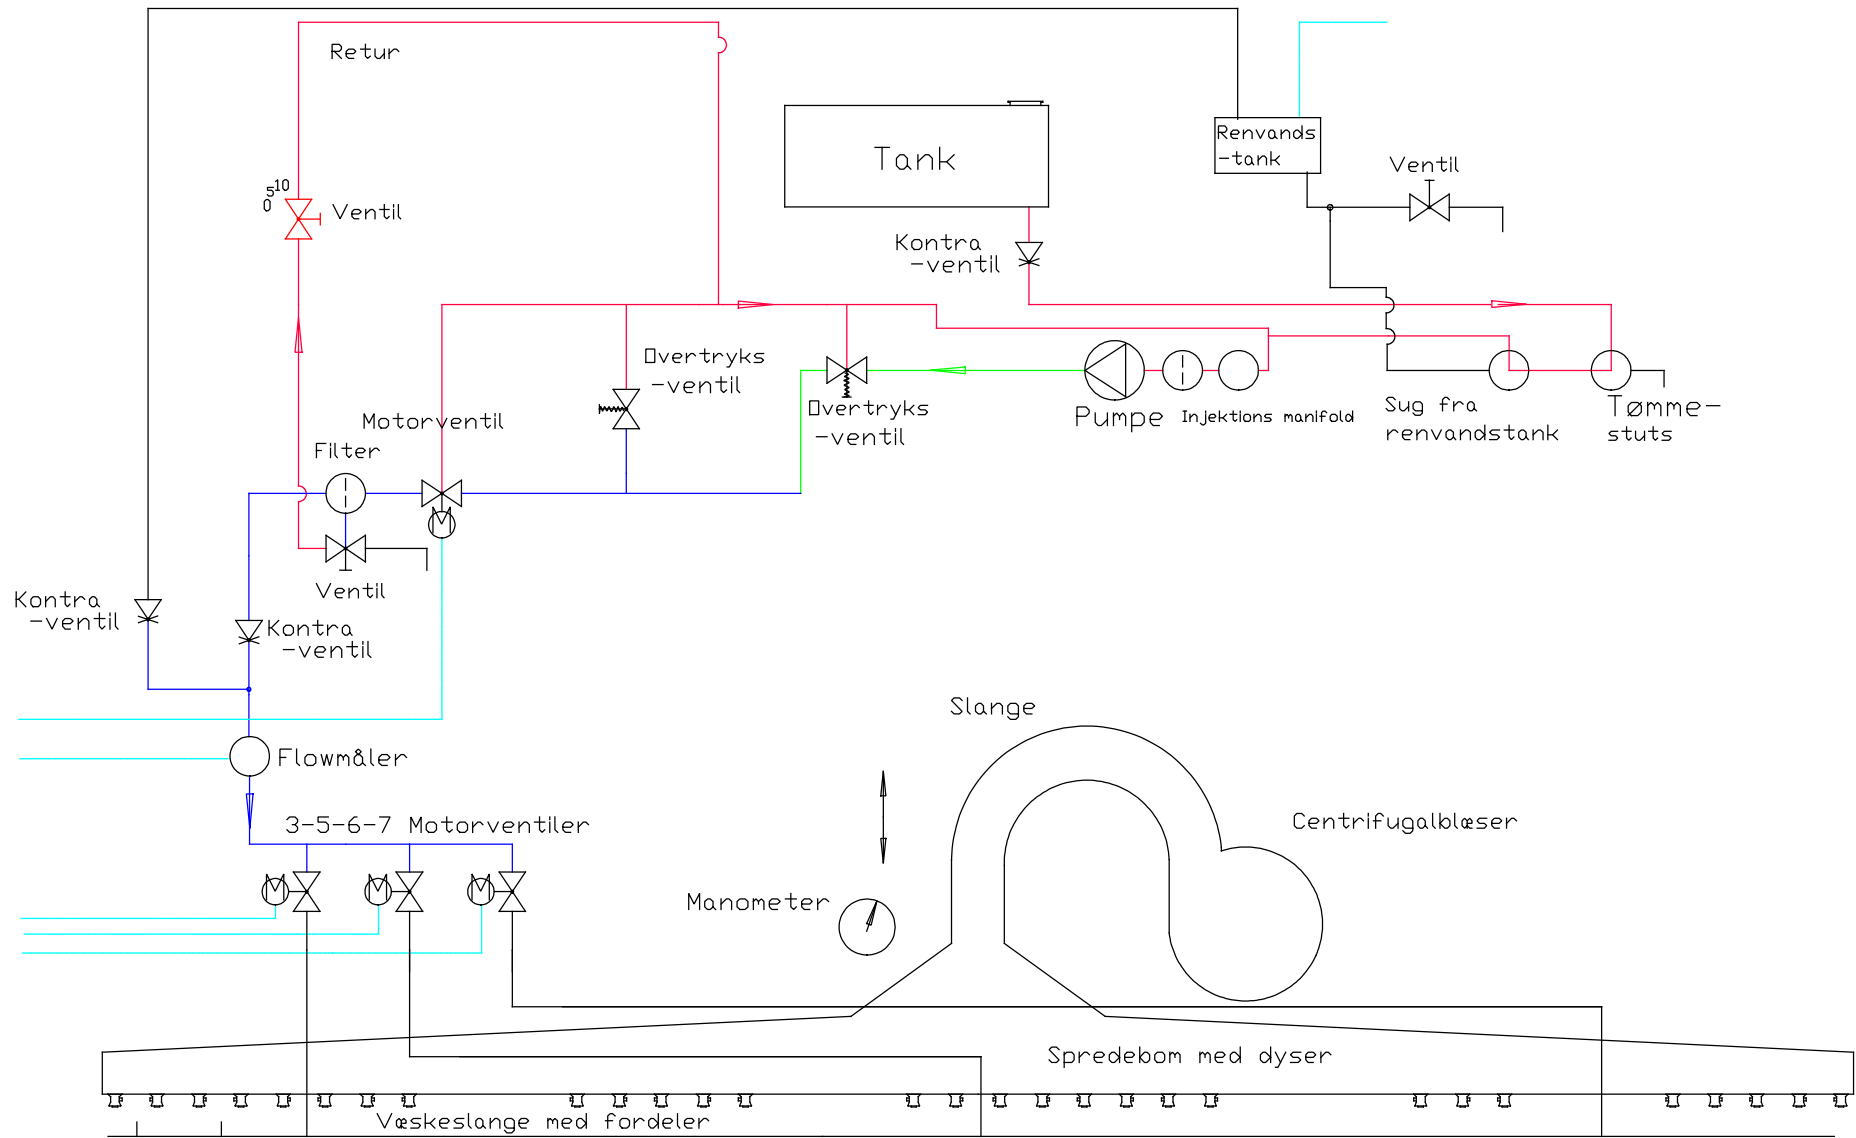 Retur
Tank
Renvands
-tank
Ventil
10
5
0
Ventil
Kontra
-ventil
Overtryks
-ventil
Overtryks
-ventil
Pumpe
Injektions manifold
Sug fra
renvandstank
Tømme-
stuts
Motorventil
Filter
M
Ventil
Kontra
-ventil
Kontra
-ventil
Slange
Flowmåler
3-5-6-7 Motorventiler
Centrifugalblæser
M
M
M
Manometer
Spredebom med dyser
Væskeslange med fordeler